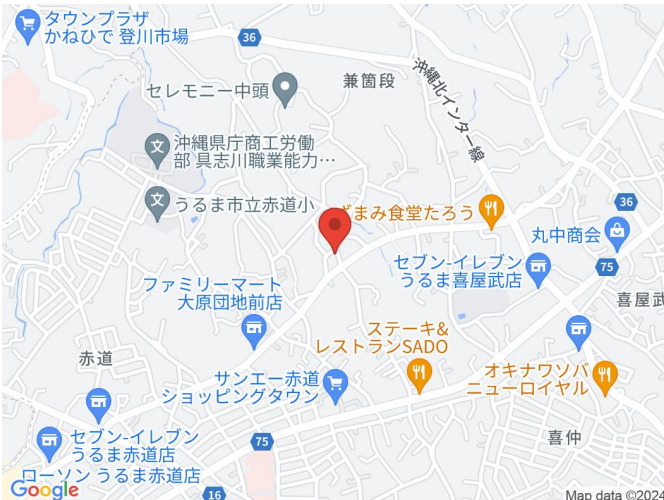 タウンプラザ
かねひで 登川市場
36
沖縄北インター線
兼箇段
セレモニー中頭
沖縄県庁商工労働
部 具志川職業能力…
うるま市立赤道小
ざまみ食堂たろう
36
丸中商会
75
セブン-イレブン
うるま喜屋武店
ファミリーマート
大原団地前店
喜屋武
ステーキ&
レストランSADO
赤道
サンエー赤道
ショッピングタウン
オキナワソバ
ニューロイヤル
セブン-イレブン
うるま赤道店
75
喜仲
ローソン うるま赤道店
16
Google
Map data ©2024